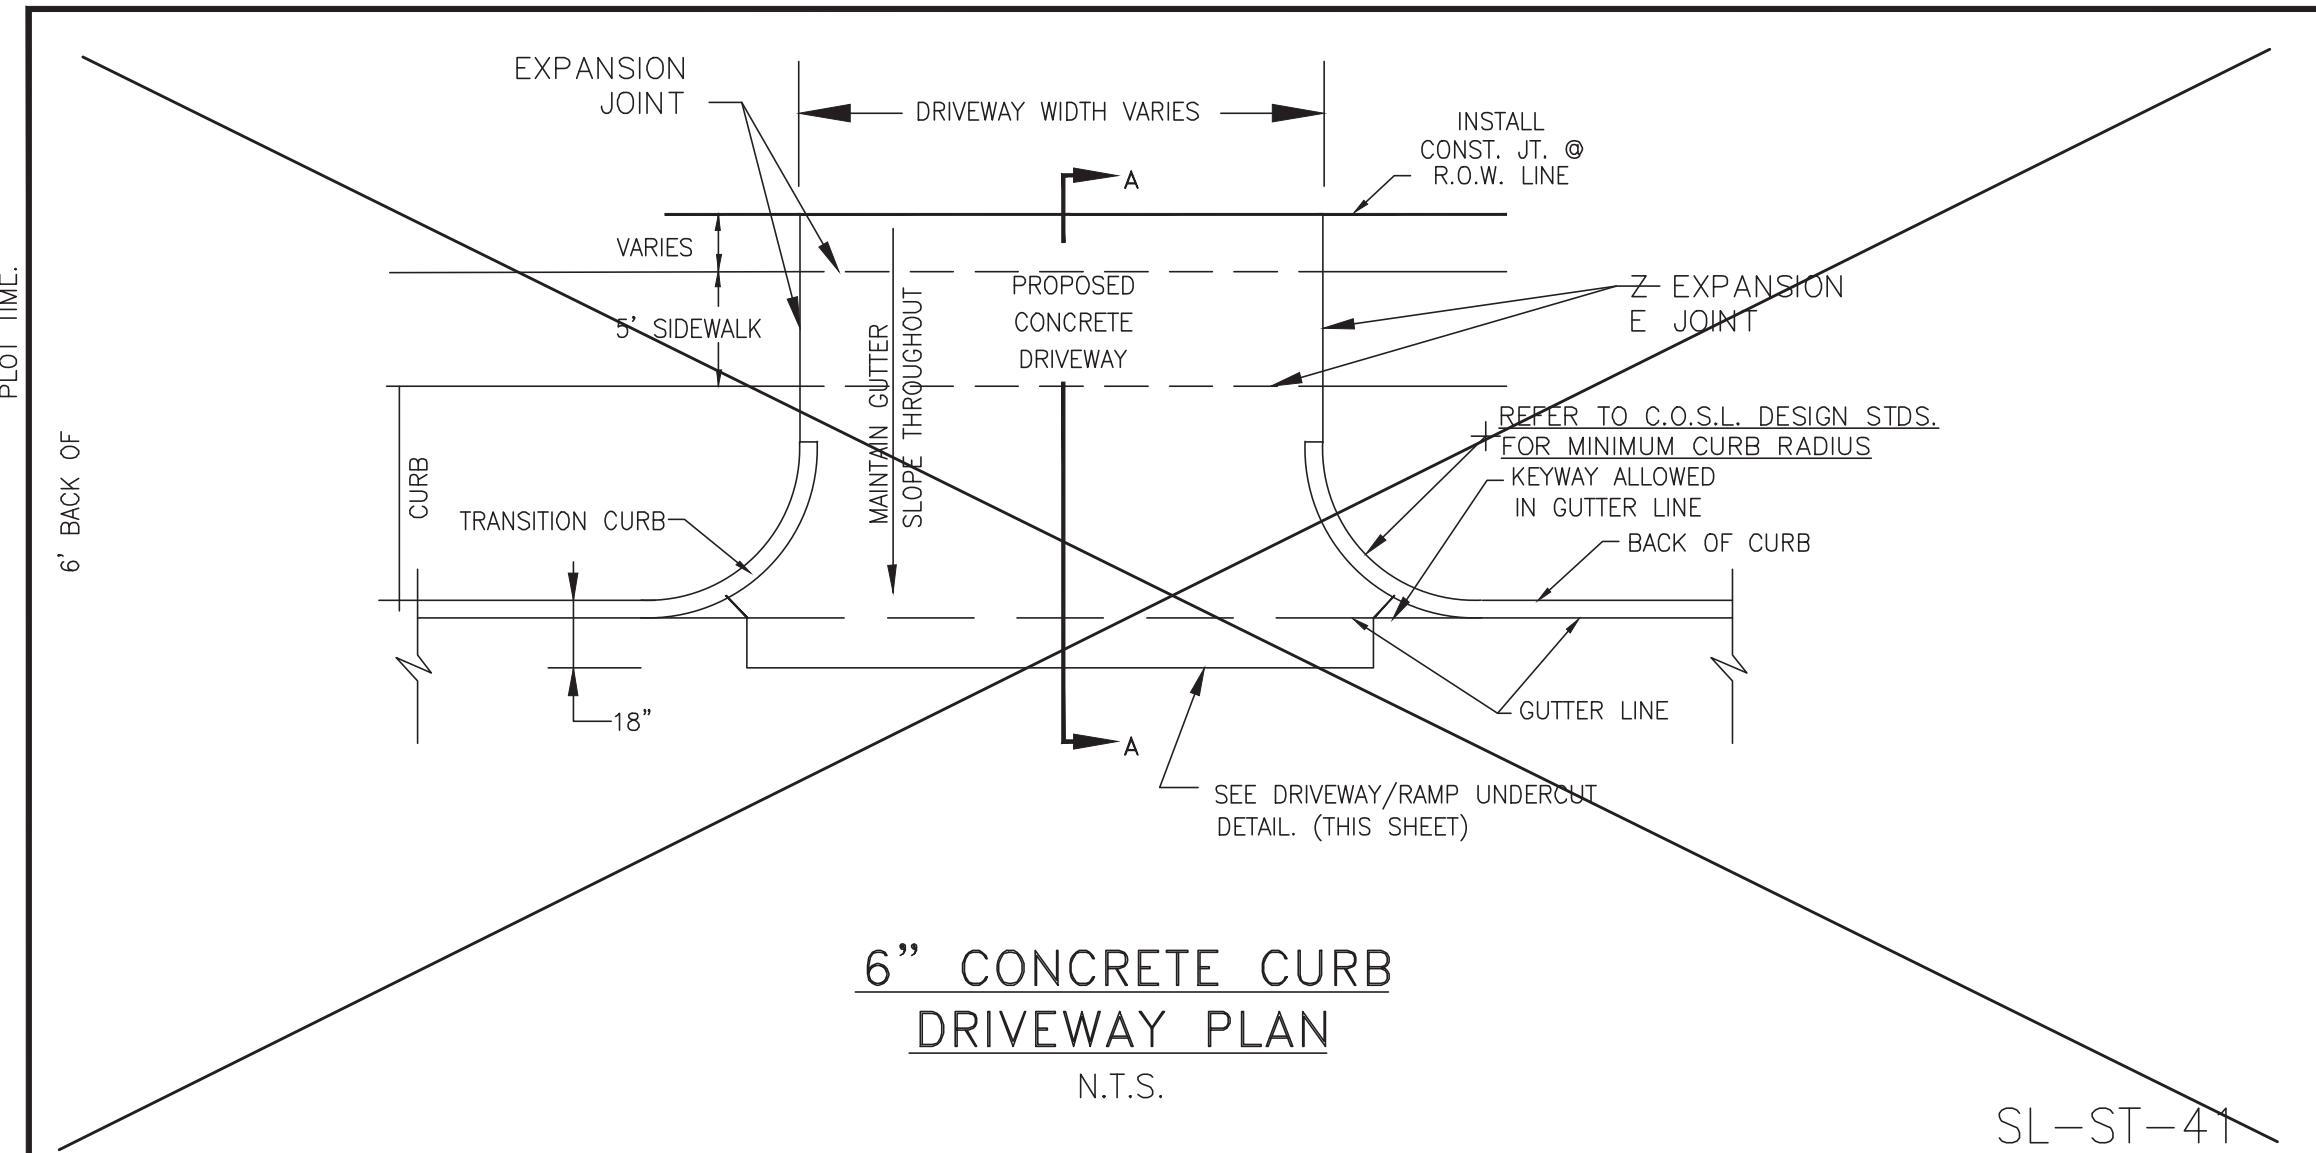 EXPANSION
JOINT
DRIVEWAY WIDTH VARIES
INSTALL
CONST. JT. @
R.O.W. LINE
A
VARIES
5' SIDEWALK
PROPOSED
CONCRETE
DRIVEWAY
Z EXPANSION
E JOINT
MAINTAIN GUTTER
SLOPE THROUGHOUT
PLOT TIME.
6' BACK OF
CURB
REFER TO C.O.S.L. DESIGN STDS.
FOR MINIMUM CURB RADIUS
KEYWAY ALLOWED
IN GUTTER LINE
TRANSITION CURB
BACK OF CURB
18"
GUTTER LINE
A
SEE DRIVEWAY/RAMP UNDERCUT
DETAIL. (THIS SHEET)
6" CONCRETE CURB
DRIVEWAY PLAN
N.T.S.
SL-ST-41